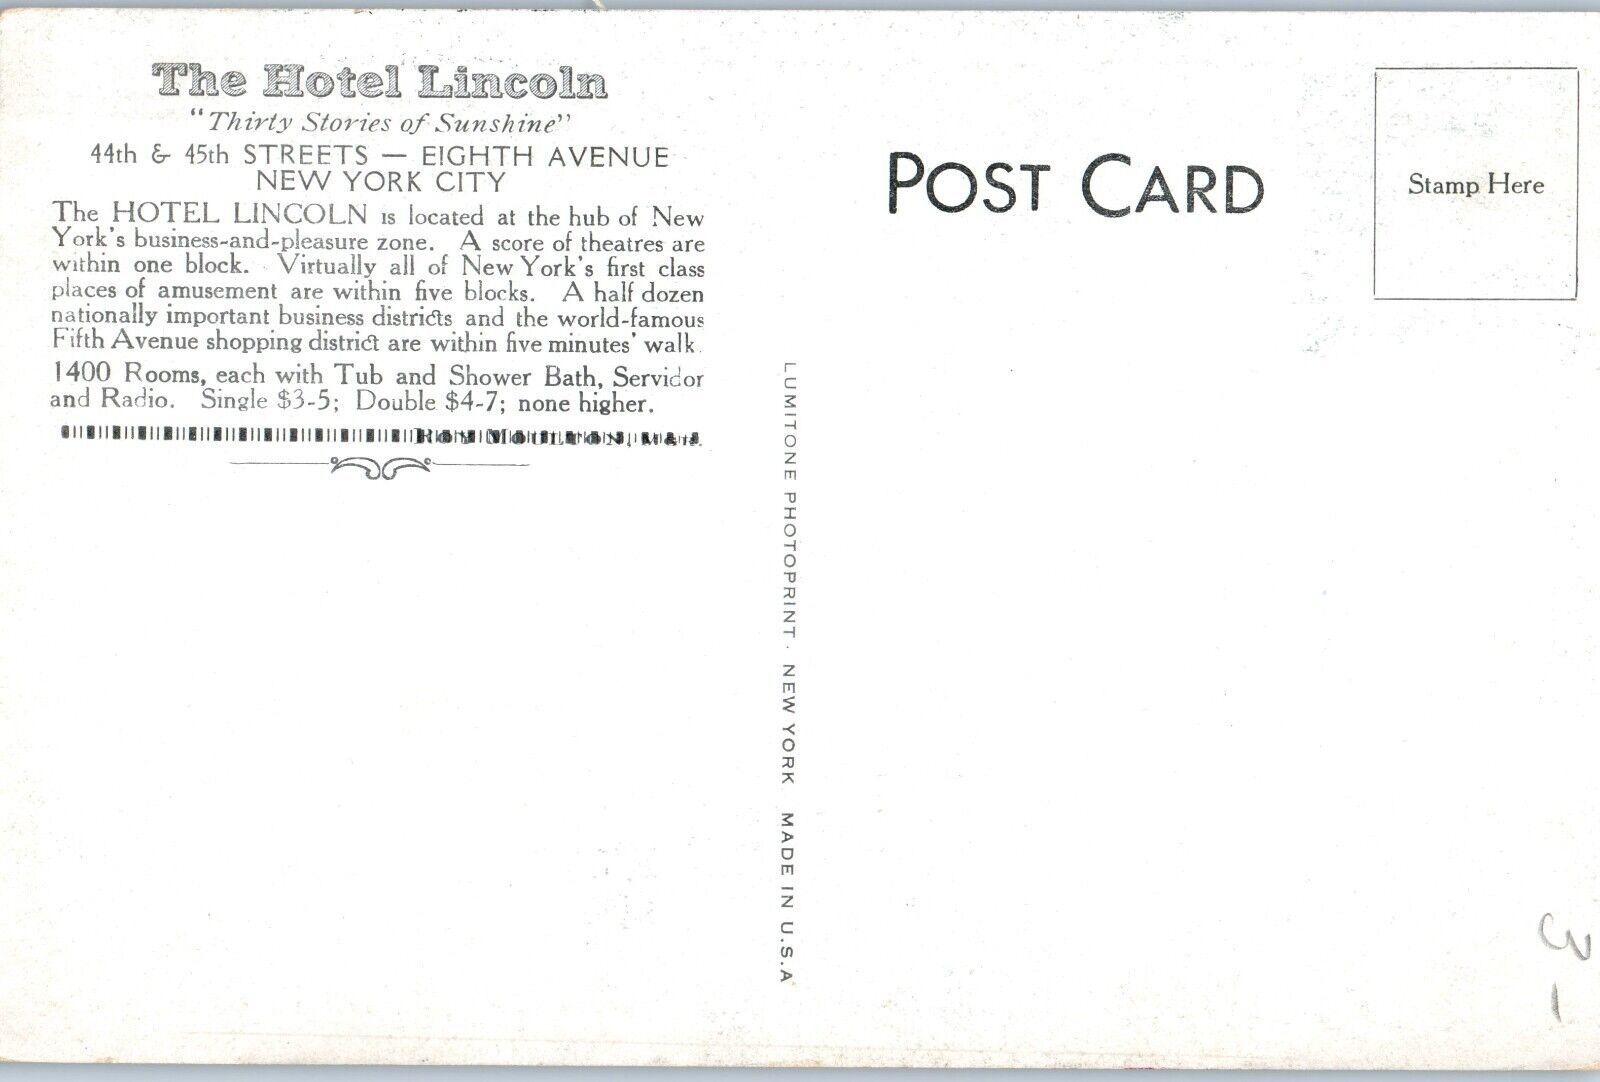 The Hotel Lincoln
"Thirty Stories of Sunshine"
44th & 45th STREETS — EIGHTH AVENUE
NEW YORK CITY
The HOTEL LINCOLN is located at the hub of New
York's business-and-pleasure zone. A score of theatres are
within one block. Virtually all of New York's first class
places of amusement are within five blocks. A half dozen
nationally important business districts and the world-famous
Fifth Avenue shopping district are within five minutes' walk.
1400 Rooms, each with Tub and Shower Bath, Servidor
and Radio. Single $3-5; Double $4-7; none higher.
ROY MOULTON, Mgr.
LUMITONE PHOTOPRINT · NEW YORK MADE IN U.S.A
POST CARD
Stamp Here
3-